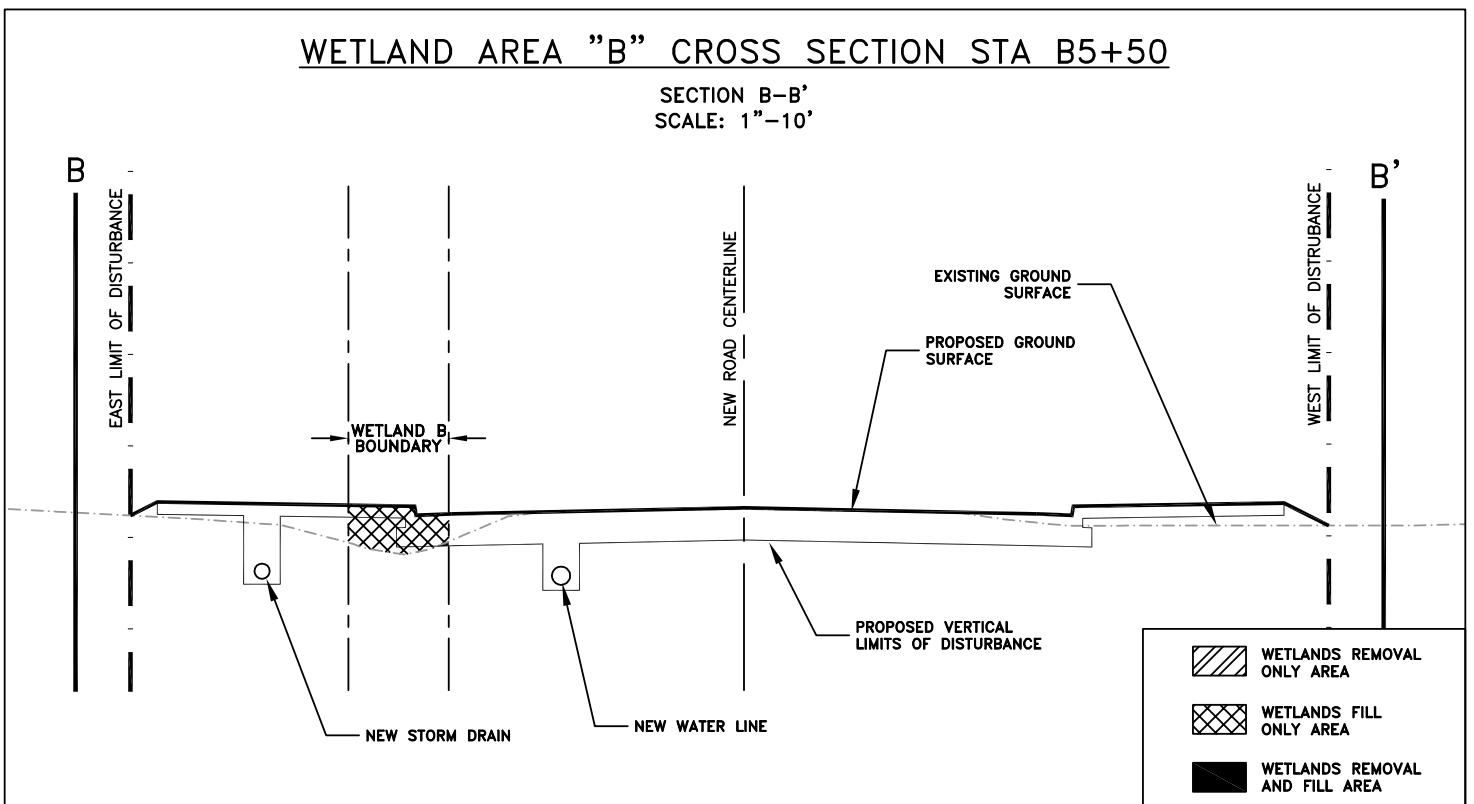 WETLAND AREA "B" CROSS SECTION STA B5+50
SECTION B-B'
SCALE: 1"-10'
B
B'
EAST LIMIT OF DISTURBANCE
NEW ROAD CENTERLINE
WEST LIMIT OF DISTRUBANCE
EXISTING GROUND
SURFACE
PROPOSED GROUND
SURFACE
WETLAND B
BOUNDARY
PROPOSED VERTICAL
LIMITS OF DISTURBANCE
NEW STORM DRAIN
NEW WATER LINE
WETLANDS REMOVAL
ONLY AREA
WETLANDS FILL
ONLY AREA
WETLANDS REMOVAL
AND FILL AREA